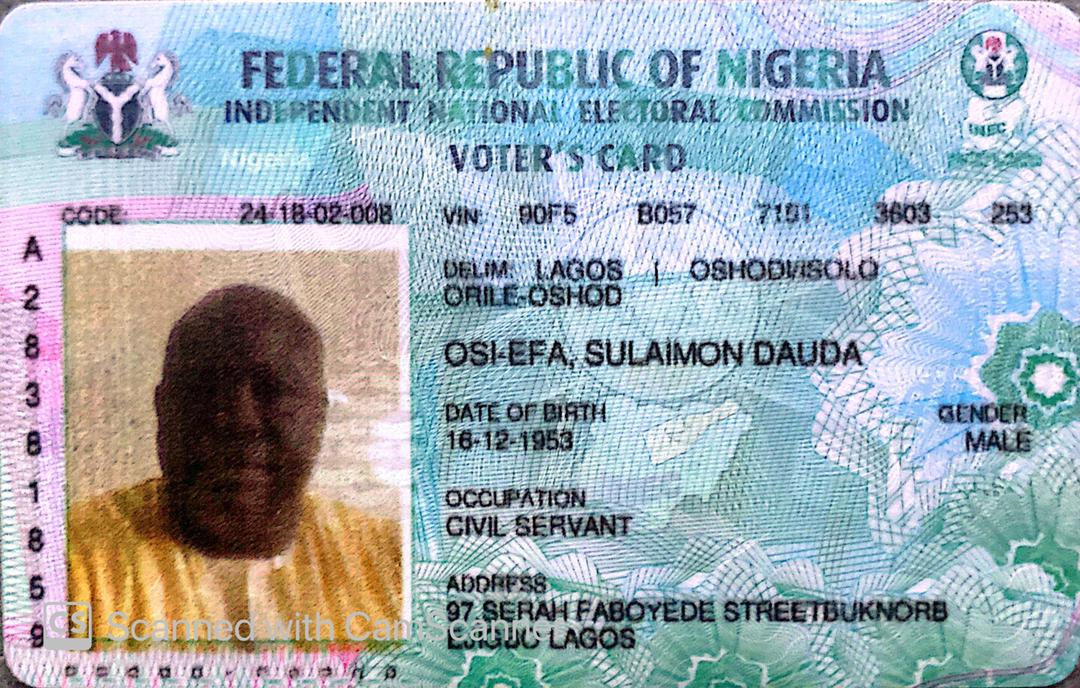 FEDERAL REPUBLIC OF NIGERIA
INDEPENDENT NATIONAL ELECTORAL COMMISSION
Nigeria
INEC
VOTER'S CARD
CODE: 24-18-02-008 VIN: 90F5 B057 7191 3603 253
DELIM: LAGOS | OSHODI/ISOLO
ORILE-OSHOD
OSI-EFA, SULAIMON DAUDA
DATE OF BIRTH GENDER
16-12-1953 MALE
OCCUPATION
CIVIL SERVANT
ADDRESS
97 SERAH FABOYEDE STREETBUKNORB
EJIGBO LAGOS
A
2
8
3
8
1
8
5
9
CS Scanned with CamScanner